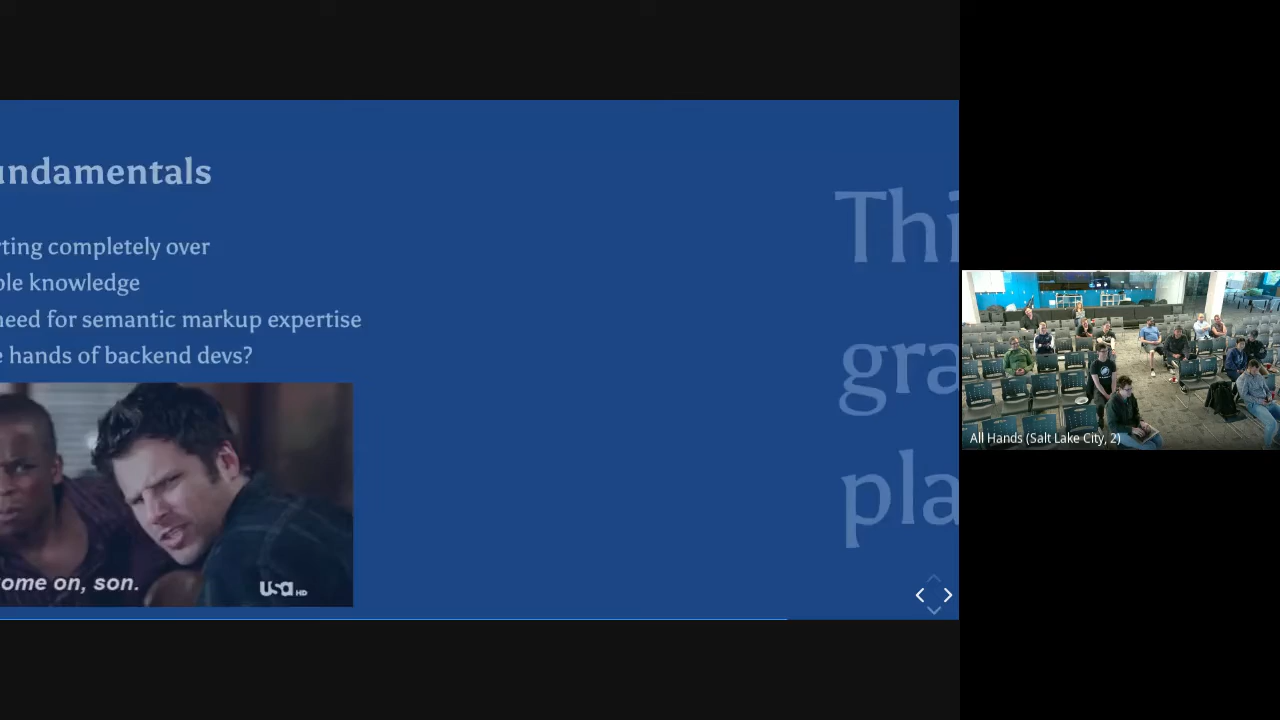 undamentals
rting completely over
ble knowledge
need for semantic markup expertise
e hands of backend devs?
ome on, son.
usa HD
Thi
gra
pla
All Hands (Salt Lake City, 2)